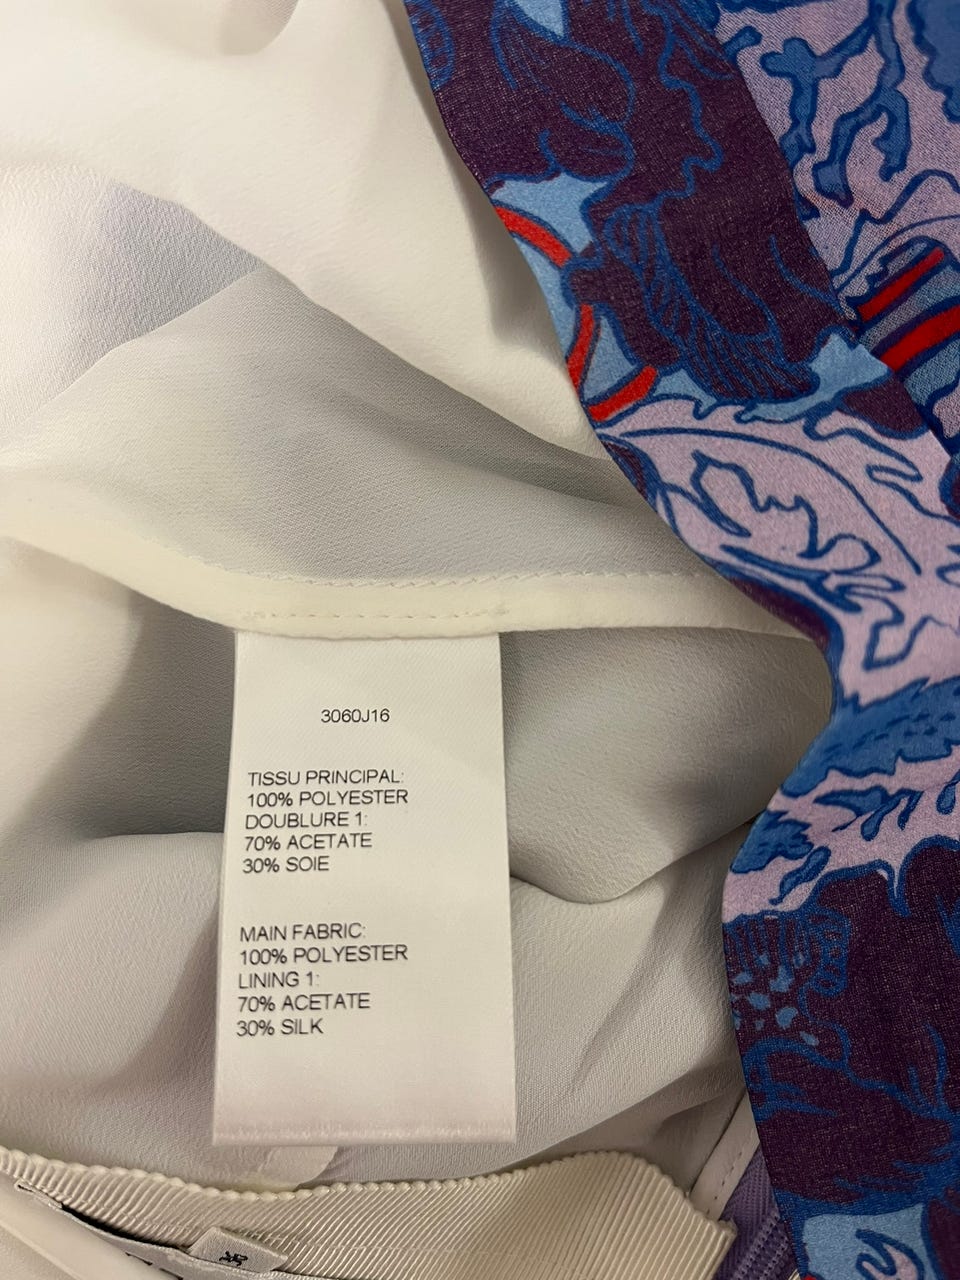 3060J16
TISSU PRINCIPAL:
100% POLYESTER
DOUBLURE 1:
70% ACETATE
30% SOIE
MAIN FABRIC:
100% POLYESTER
LINING 1:
70% ACETATE
30% SILK